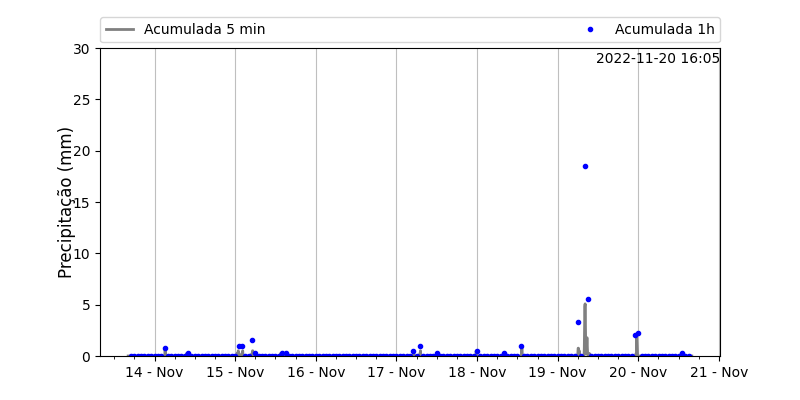 Acumulada 5 min
Acumulada 1h
2022-11-20 16:05
Precipitação (mm)
30
25
20
15
10
5
0
14 - Nov
15 - Nov
16 - Nov
17 - Nov
18 - Nov
19 - Nov
20 - Nov
21 - Nov